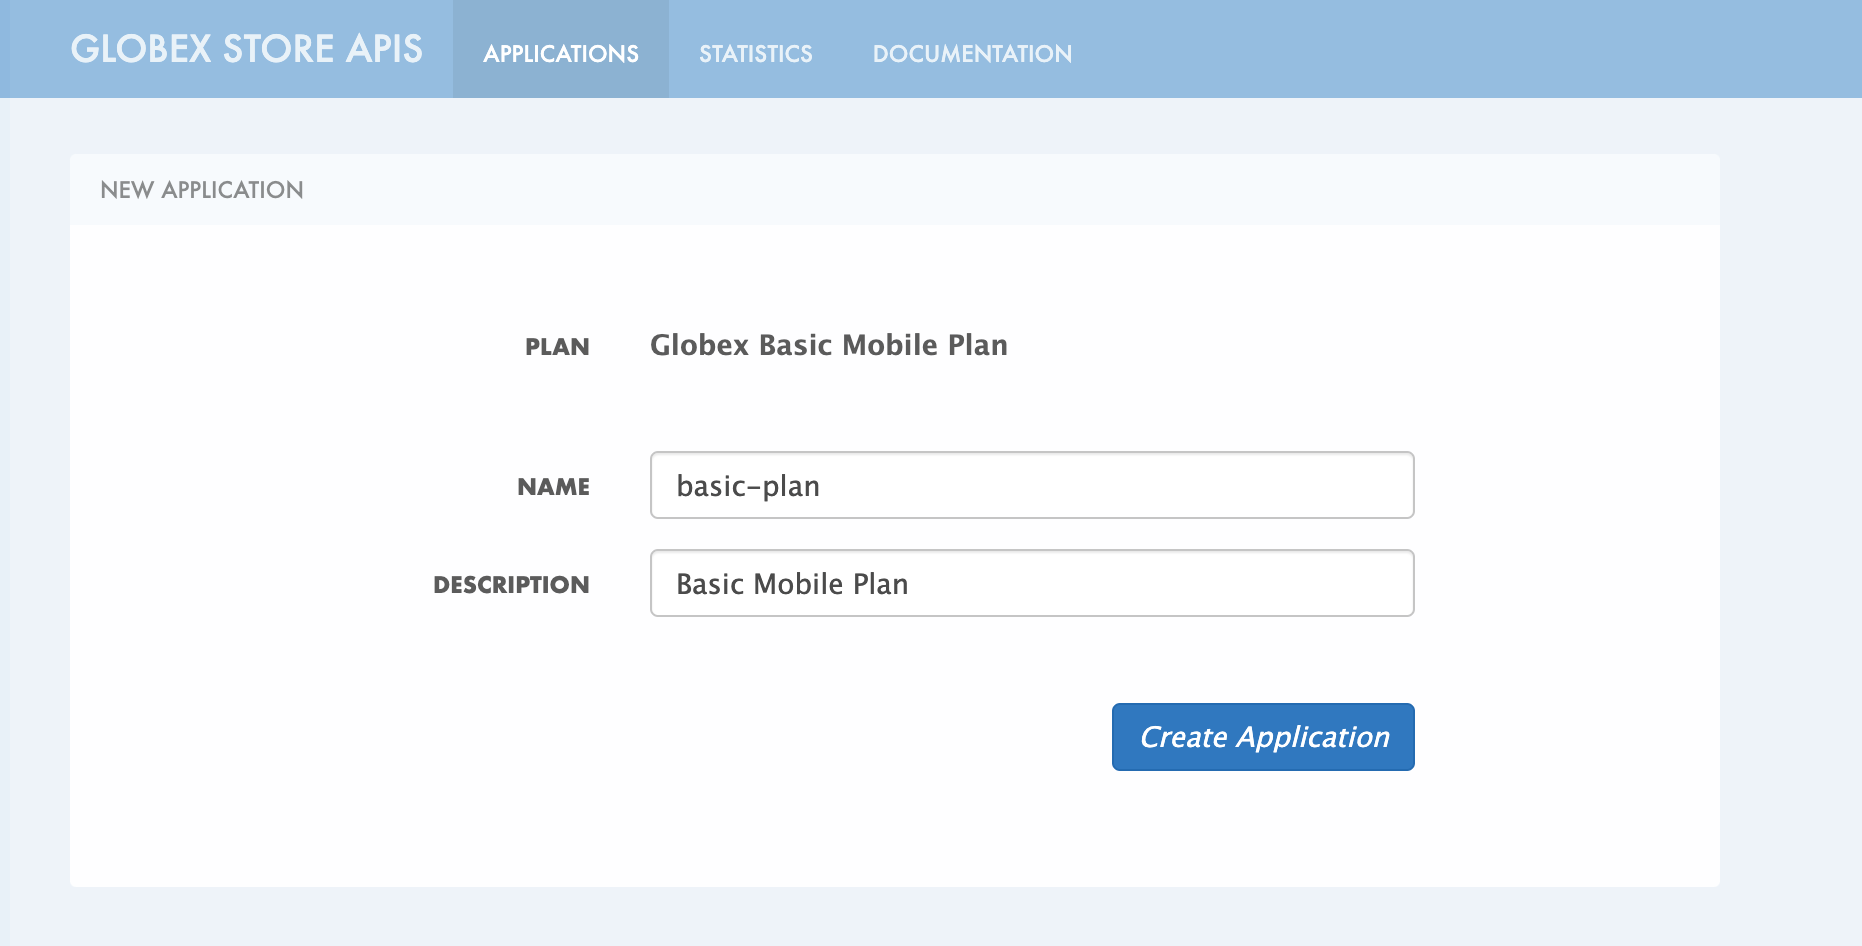 GLOBEX STORE APIS APPLICATIONS STATISTICS DOCUMENTATION
NEW APPLICATION
PLAN Globex Basic Mobile Plan
NAME basic-plan
DESCRIPTION Basic Mobile Plan
Create Application